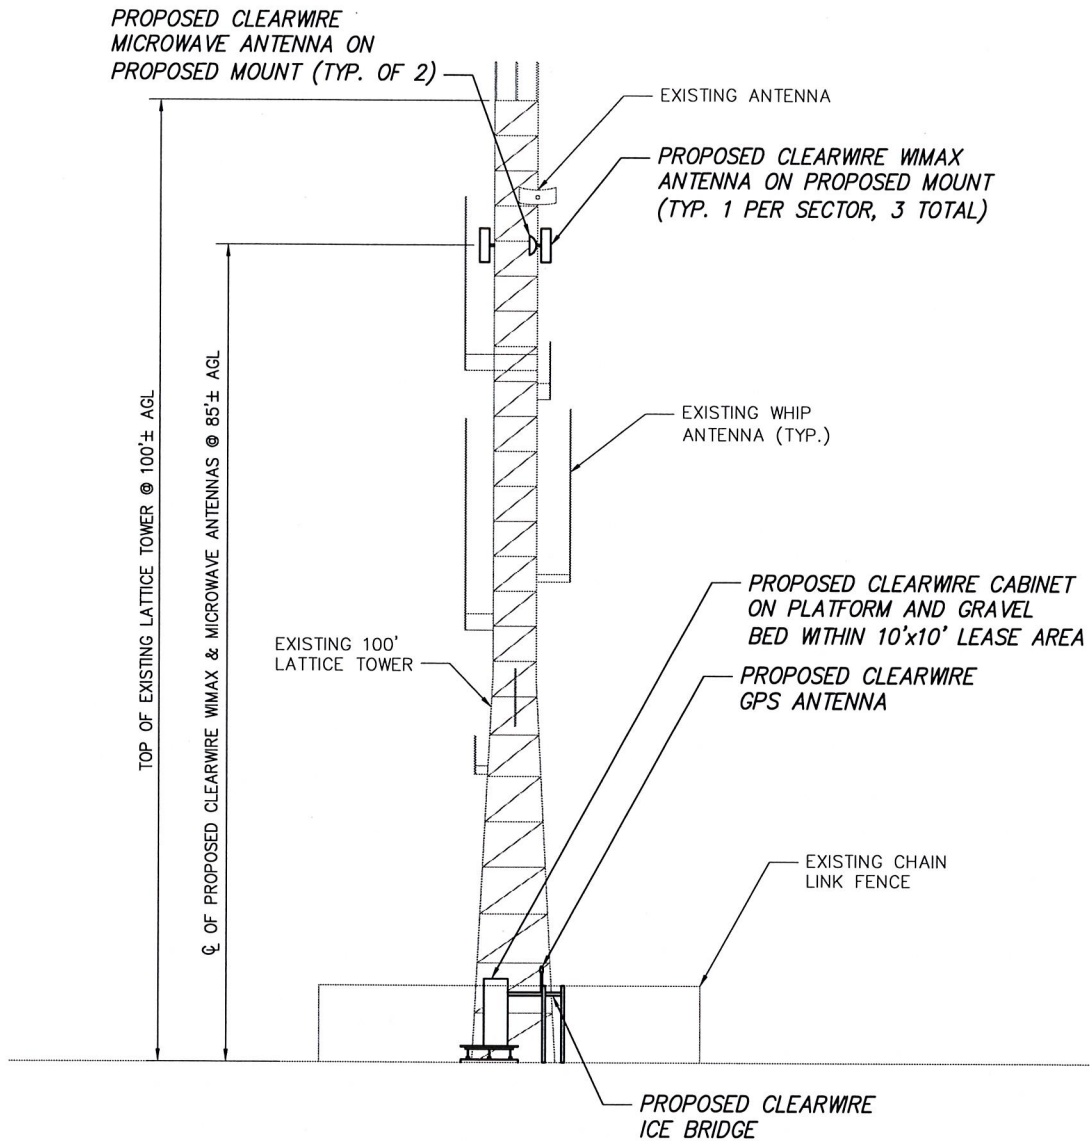 PROPOSED CLEARWIRE
MICROWAVE ANTENNA ON
PROPOSED MOUNT (TYP. OF 2)
EXISTING ANTENNA
PROPOSED CLEARWIRE WIMAX
ANTENNA ON PROPOSED MOUNT
(TYP. 1 PER SECTOR, 3 TOTAL)
TOP OF EXISTING LATTICE TOWER @ 100'± AGL
℄ OF PROPOSED CLEARWIRE WIMAX & MICROWAVE ANTENNAS @ 85'± AGL
EXISTING WHIP
ANTENNA (TYP.)
PROPOSED CLEARWIRE CABINET
ON PLATFORM AND GRAVEL
BED WITHIN 10'x10' LEASE AREA
EXISTING 100'
LATTICE TOWER
PROPOSED CLEARWIRE
GPS ANTENNA
EXISTING CHAIN
LINK FENCE
PROPOSED CLEARWIRE
ICE BRIDGE